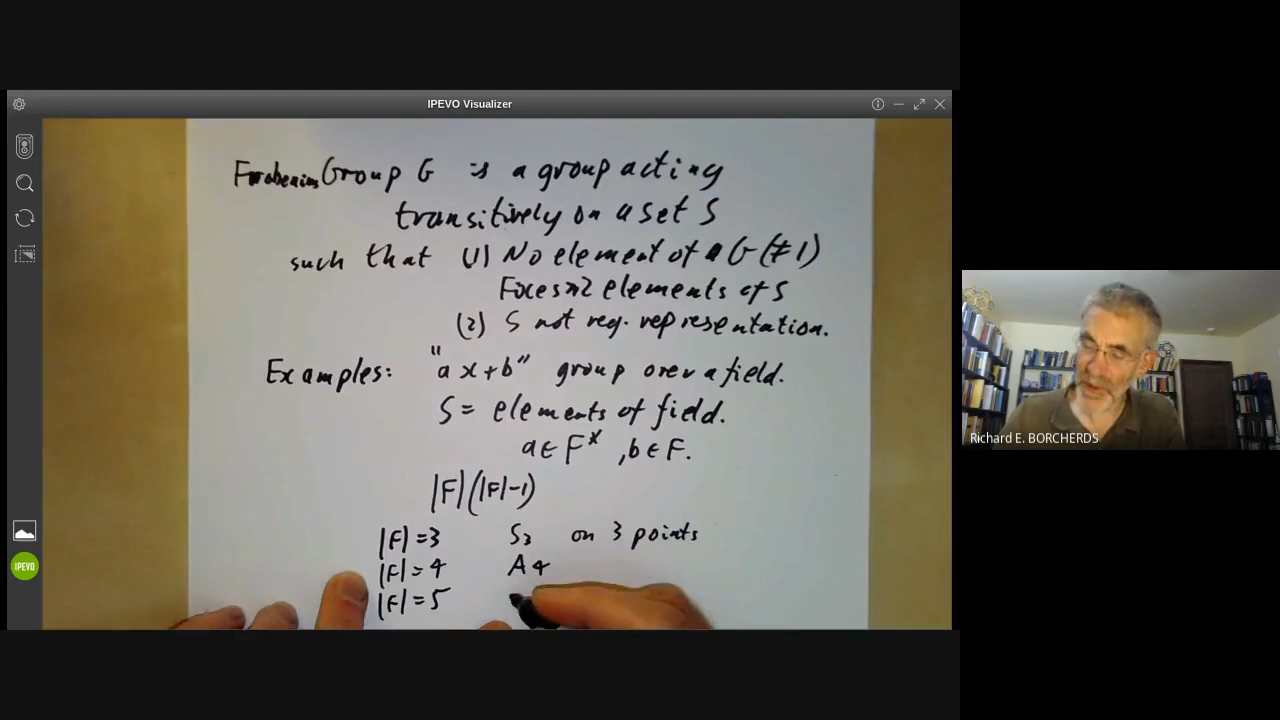 IPEVO Visualizer
Frobenius Group G is a group acting
transitively on a set S
such that (1) No element of G (≠1)
Fixes ≥2 elements of S
(2) S not reg. representation.
Examples: "ax+b" group over a field.
S = elements of field.
a∈F^x, b∈F.
|F|(|F|-1)
|F|=3 S3 on 3 points
|F|=4 A4
|F|=5
IPEVO
Richard E. BORCHERDS